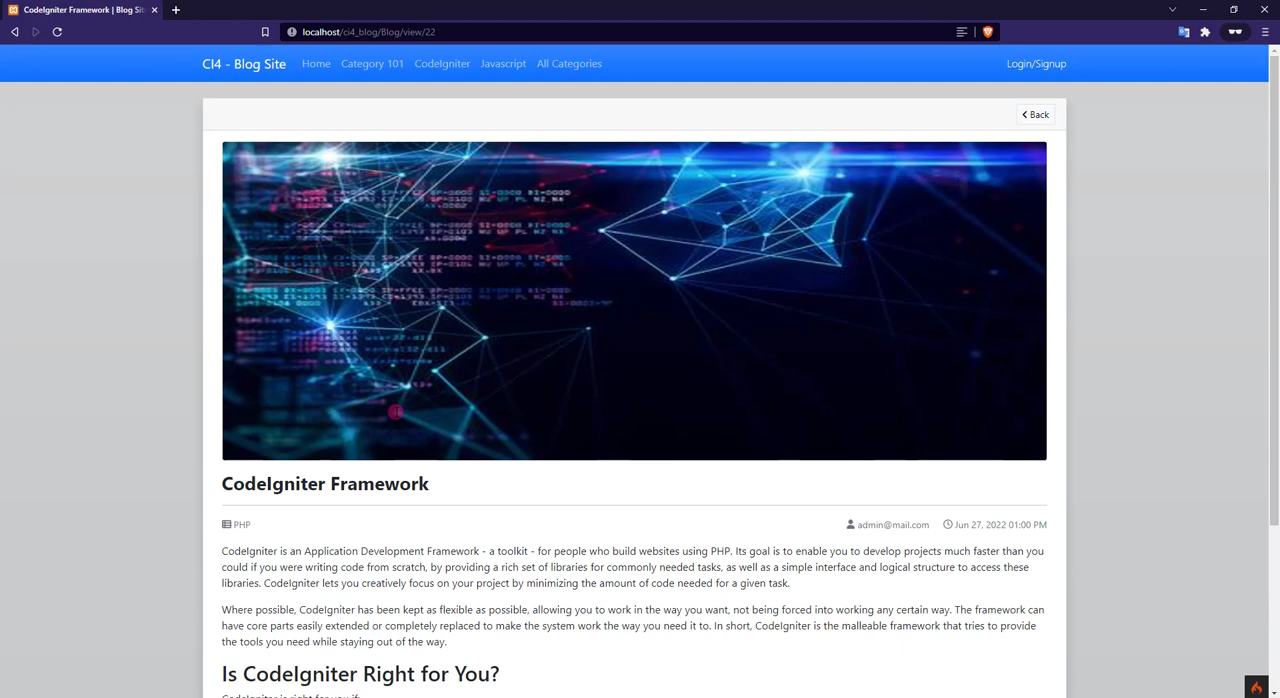 CodeIgniter Framework | Blog Sit
localhost/ci4_blog/Blog/view/22
CI4 - Blog Site Home Category 101 CodeIgniter Javascript All Categories Login/Signup
Back
CodeIgniter Framework
PHP admin@mail.com Jun 27, 2022 01:00 PM
CodeIgniter is an Application Development Framework - a toolkit - for people who build websites using PHP. Its goal is to enable you to develop projects much faster than you
could if you were writing code from scratch, by providing a rich set of libraries for commonly needed tasks, as well as a simple interface and logical structure to access these
libraries. CodeIgniter lets you creatively focus on your project by minimizing the amount of code needed for a given task.
Where possible, CodeIgniter has been kept as flexible as possible, allowing you to work in the way you want, not being forced into working any certain way. The framework can
have core parts easily extended or completely replaced to make the system work the way you need it to. In short, CodeIgniter is the malleable framework that tries to provide
the tools you need while staying out of the way.
Is CodeIgniter Right for You?
CodeIgniter is right for you if: